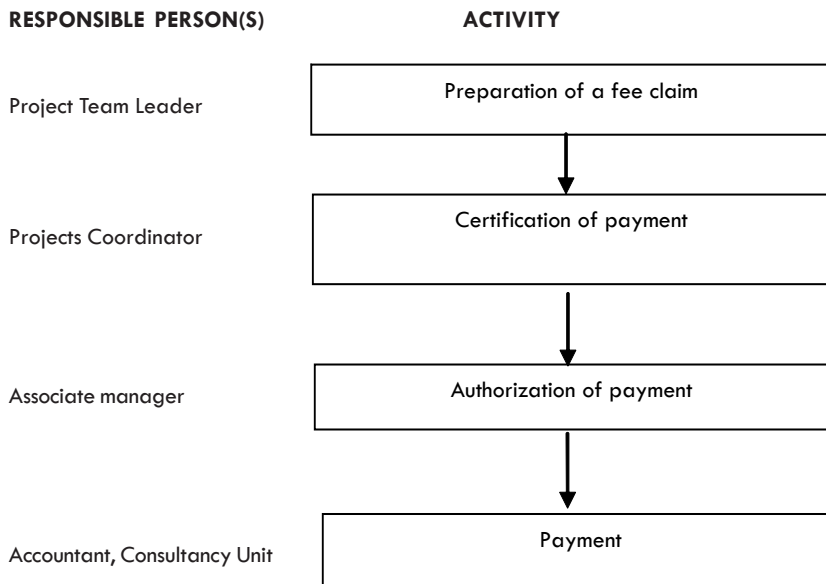 RESPONSIBLE PERSON(S) ACTIVITY
Project Team Leader Preparation of a fee claim
Projects Coordinator Certification of payment
Associate manager Authorization of payment
Accountant, Consultancy Unit Payment